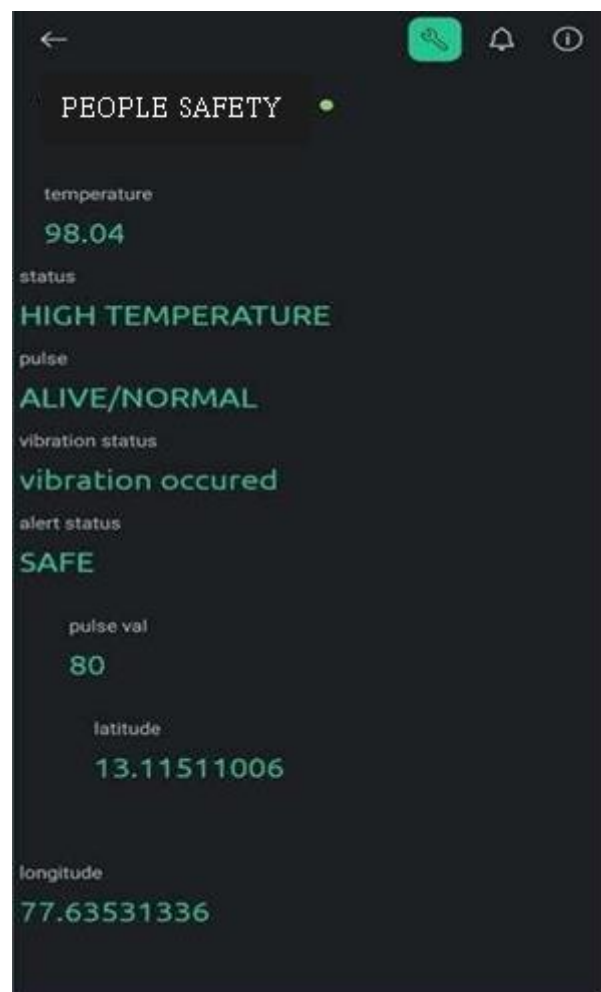 PEOPLE SAFETY
temperature
98.04
status
HIGH TEMPERATURE
pulse
ALIVE/NORMAL
vibration status
vibration occured
alert status
SAFE
pulse val
80
latitude
13.11511006
longitude
77.63531336